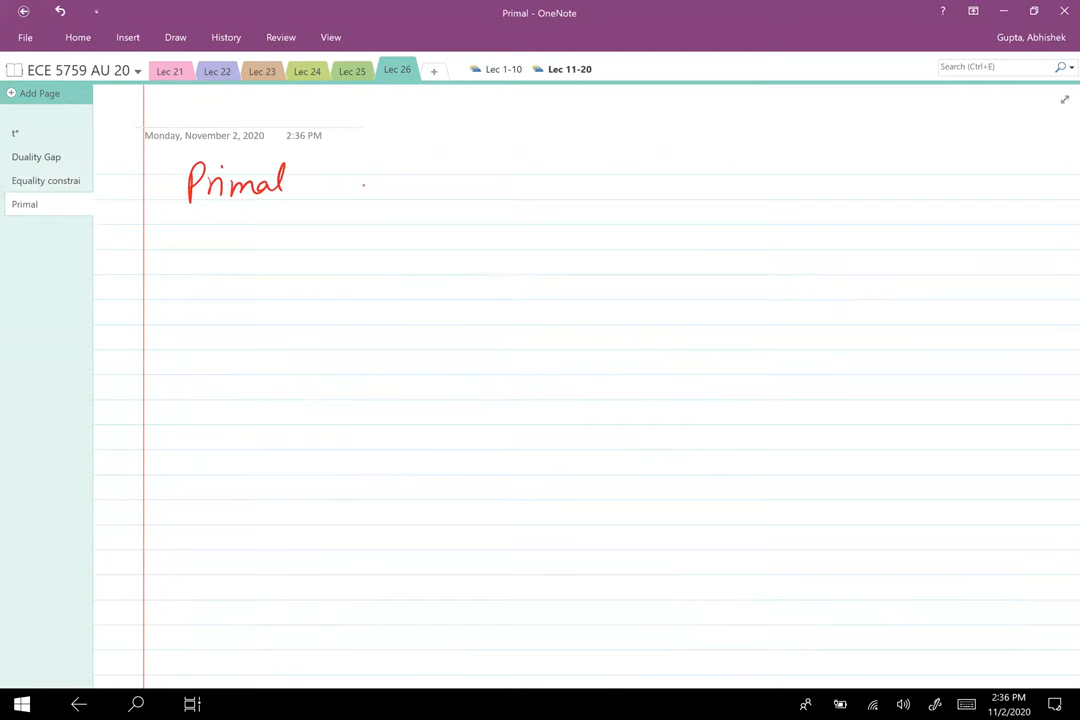 Primal - OneNote
File Home Insert Draw History Review View Gupta, Abhishek
ECE 5759 AU 20 Lec 21 Lec 22 Lec 23 Lec 24 Lec 25 Lec 26 + Lec 1-10 Lec 11-20 Search (Ctrl+E)
Add Page
t*
Duality Gap
Equality constrai
Primal
Monday, November 2, 2020 2:36 PM
Primal
2:36 PM
11/2/2020